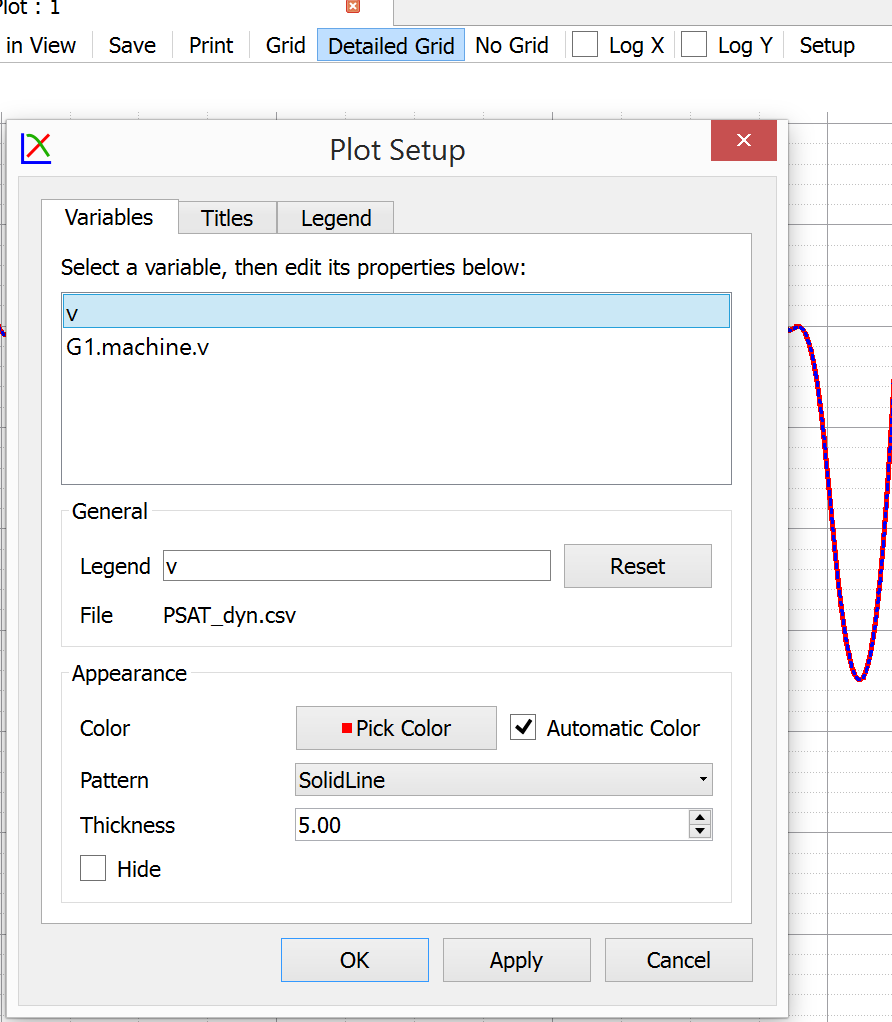 lot : 1
in View Save Print Grid Detailed Grid No Grid Log X Log Y Setup
Plot Setup
Variables Titles Legend
Select a variable, then edit its properties below:
v
G1.machine.v
General
Legend v Reset
File PSAT_dyn.csv
Appearance
Color Pick Color Automatic Color
Pattern SolidLine
Thickness 5.00
Hide
OK Apply Cancel